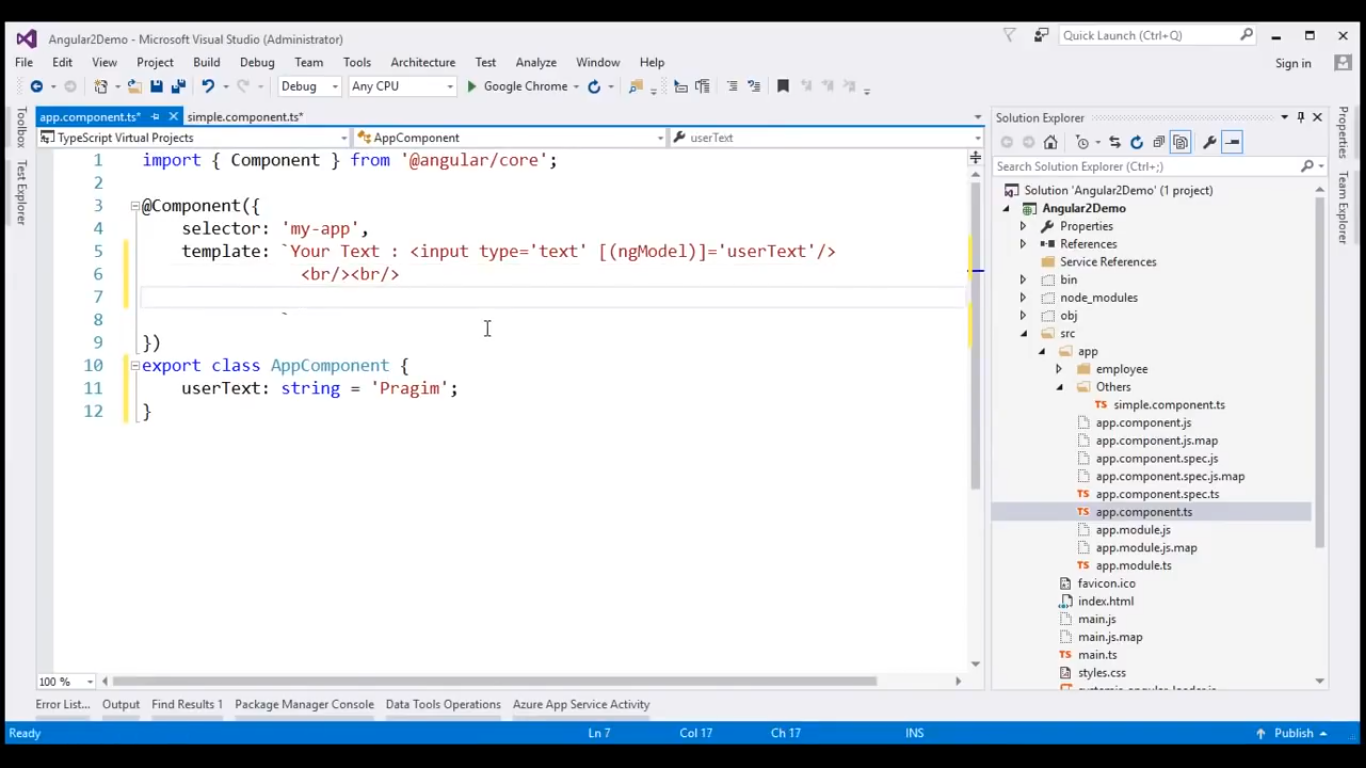 Angular2Demo - Microsoft Visual Studio (Administrator)
Quick Launch (Ctrl+Q)
File Edit View Project Build Debug Team Tools Architecture Test Analyze Window Help
Sign in
Debug Any CPU Google Chrome
Toolbox
Test Explorer
app.component.ts* simple.component.ts*
TypeScript Virtual Projects AppComponent userText
1 import { Component } from '@angular/core';
2
3 @Component({
4 selector: 'my-app',
5 template: `Your Text : <input type='text' [(ngModel)]='userText'/>
6 <br/><br/>
7
8 `
9 })
10 export class AppComponent {
11 userText: string = 'Pragim';
12 }
100 %
Solution Explorer
Search Solution Explorer (Ctrl+;)
Solution 'Angular2Demo' (1 project)
Angular2Demo
Properties
References
Service References
bin
node_modules
obj
src
app
employee
Others
simple.component.ts
app.component.js
app.component.js.map
app.component.spec.js
app.component.spec.js.map
app.component.spec.ts
app.component.ts
app.module.js
app.module.js.map
app.module.ts
favicon.ico
index.html
main.js
main.js.map
main.ts
styles.css
Properties
Team Explorer
Error List... Output Find Results 1 Package Manager Console Data Tools Operations Azure App Service Activity
Ready Ln 7 Col 17 Ch 17 INS Publish